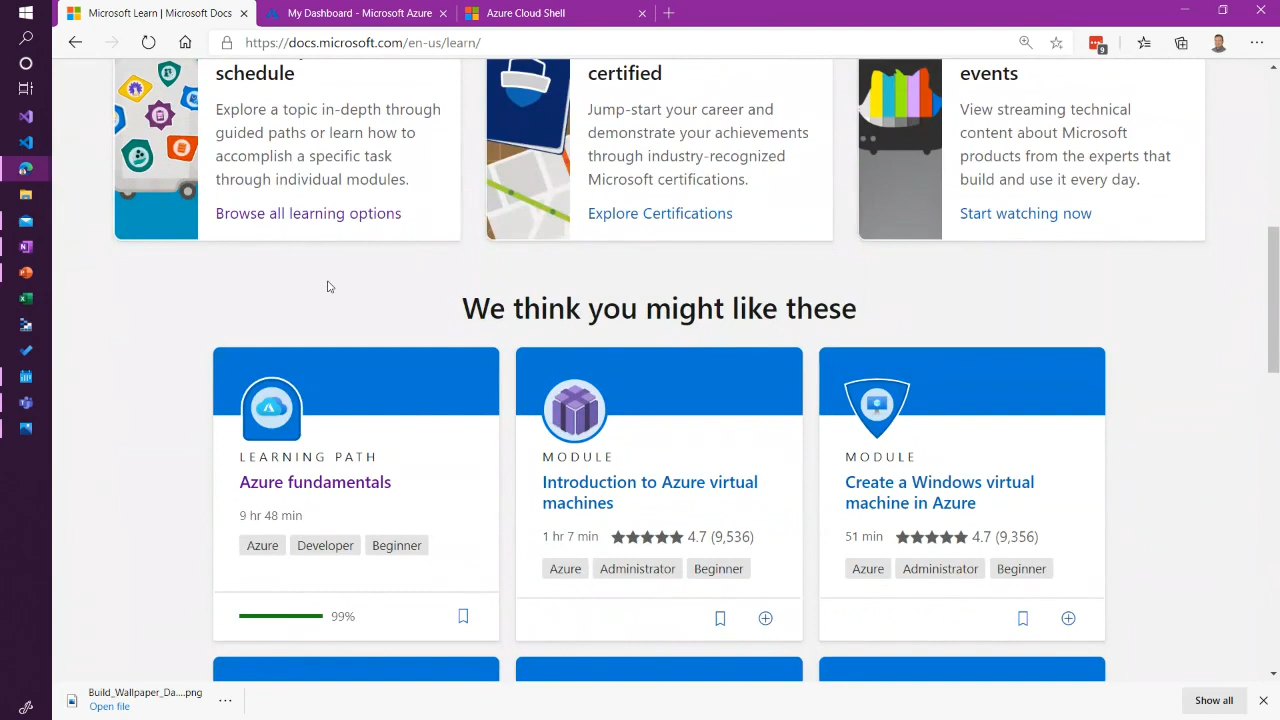 Microsoft Learn | Microsoft Docs
My Dashboard - Microsoft Azure
Azure Cloud Shell
https://docs.microsoft.com/en-us/learn/
9
schedule
Explore a topic in-depth through
guided paths or learn how to
accomplish a specific task
through individual modules.
Browse all learning options
certified
Jump-start your career and
demonstrate your achievements
through industry-recognized
Microsoft certifications.
Explore Certifications
events
View streaming technical
content about Microsoft
products from the experts that
build and use it every day.
Start watching now
We think you might like these
LEARNING PATH
Azure fundamentals
9 hr 48 min
Azure
Developer
Beginner
99%
MODULE
Introduction to Azure virtual
machines
1 hr 7 min 4.7 (9,536)
Azure
Administrator
Beginner
MODULE
Create a Windows virtual
machine in Azure
51 min 4.7 (9,356)
Azure
Administrator
Beginner
Build_Wallpaper_Da....png
Open file
Show all